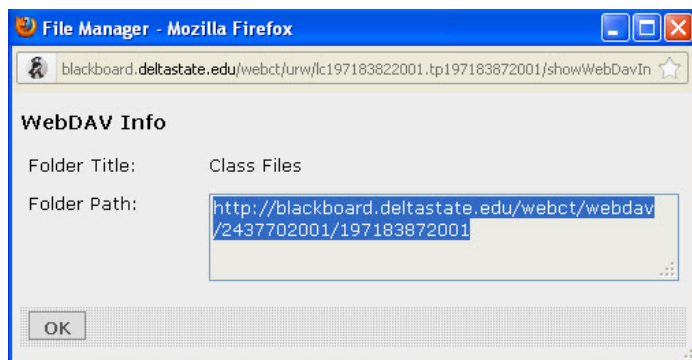 File Manager - Mozilla Firefox
blackboard.deltastate.edu/webct/urw/lc197183822001.tp197183872001/showWebDavIn
WebDAV Info
Folder Title: Class Files
Folder Path: http://blackboard.deltastate.edu/webct/webdav
/2437702001/197183872001
OK